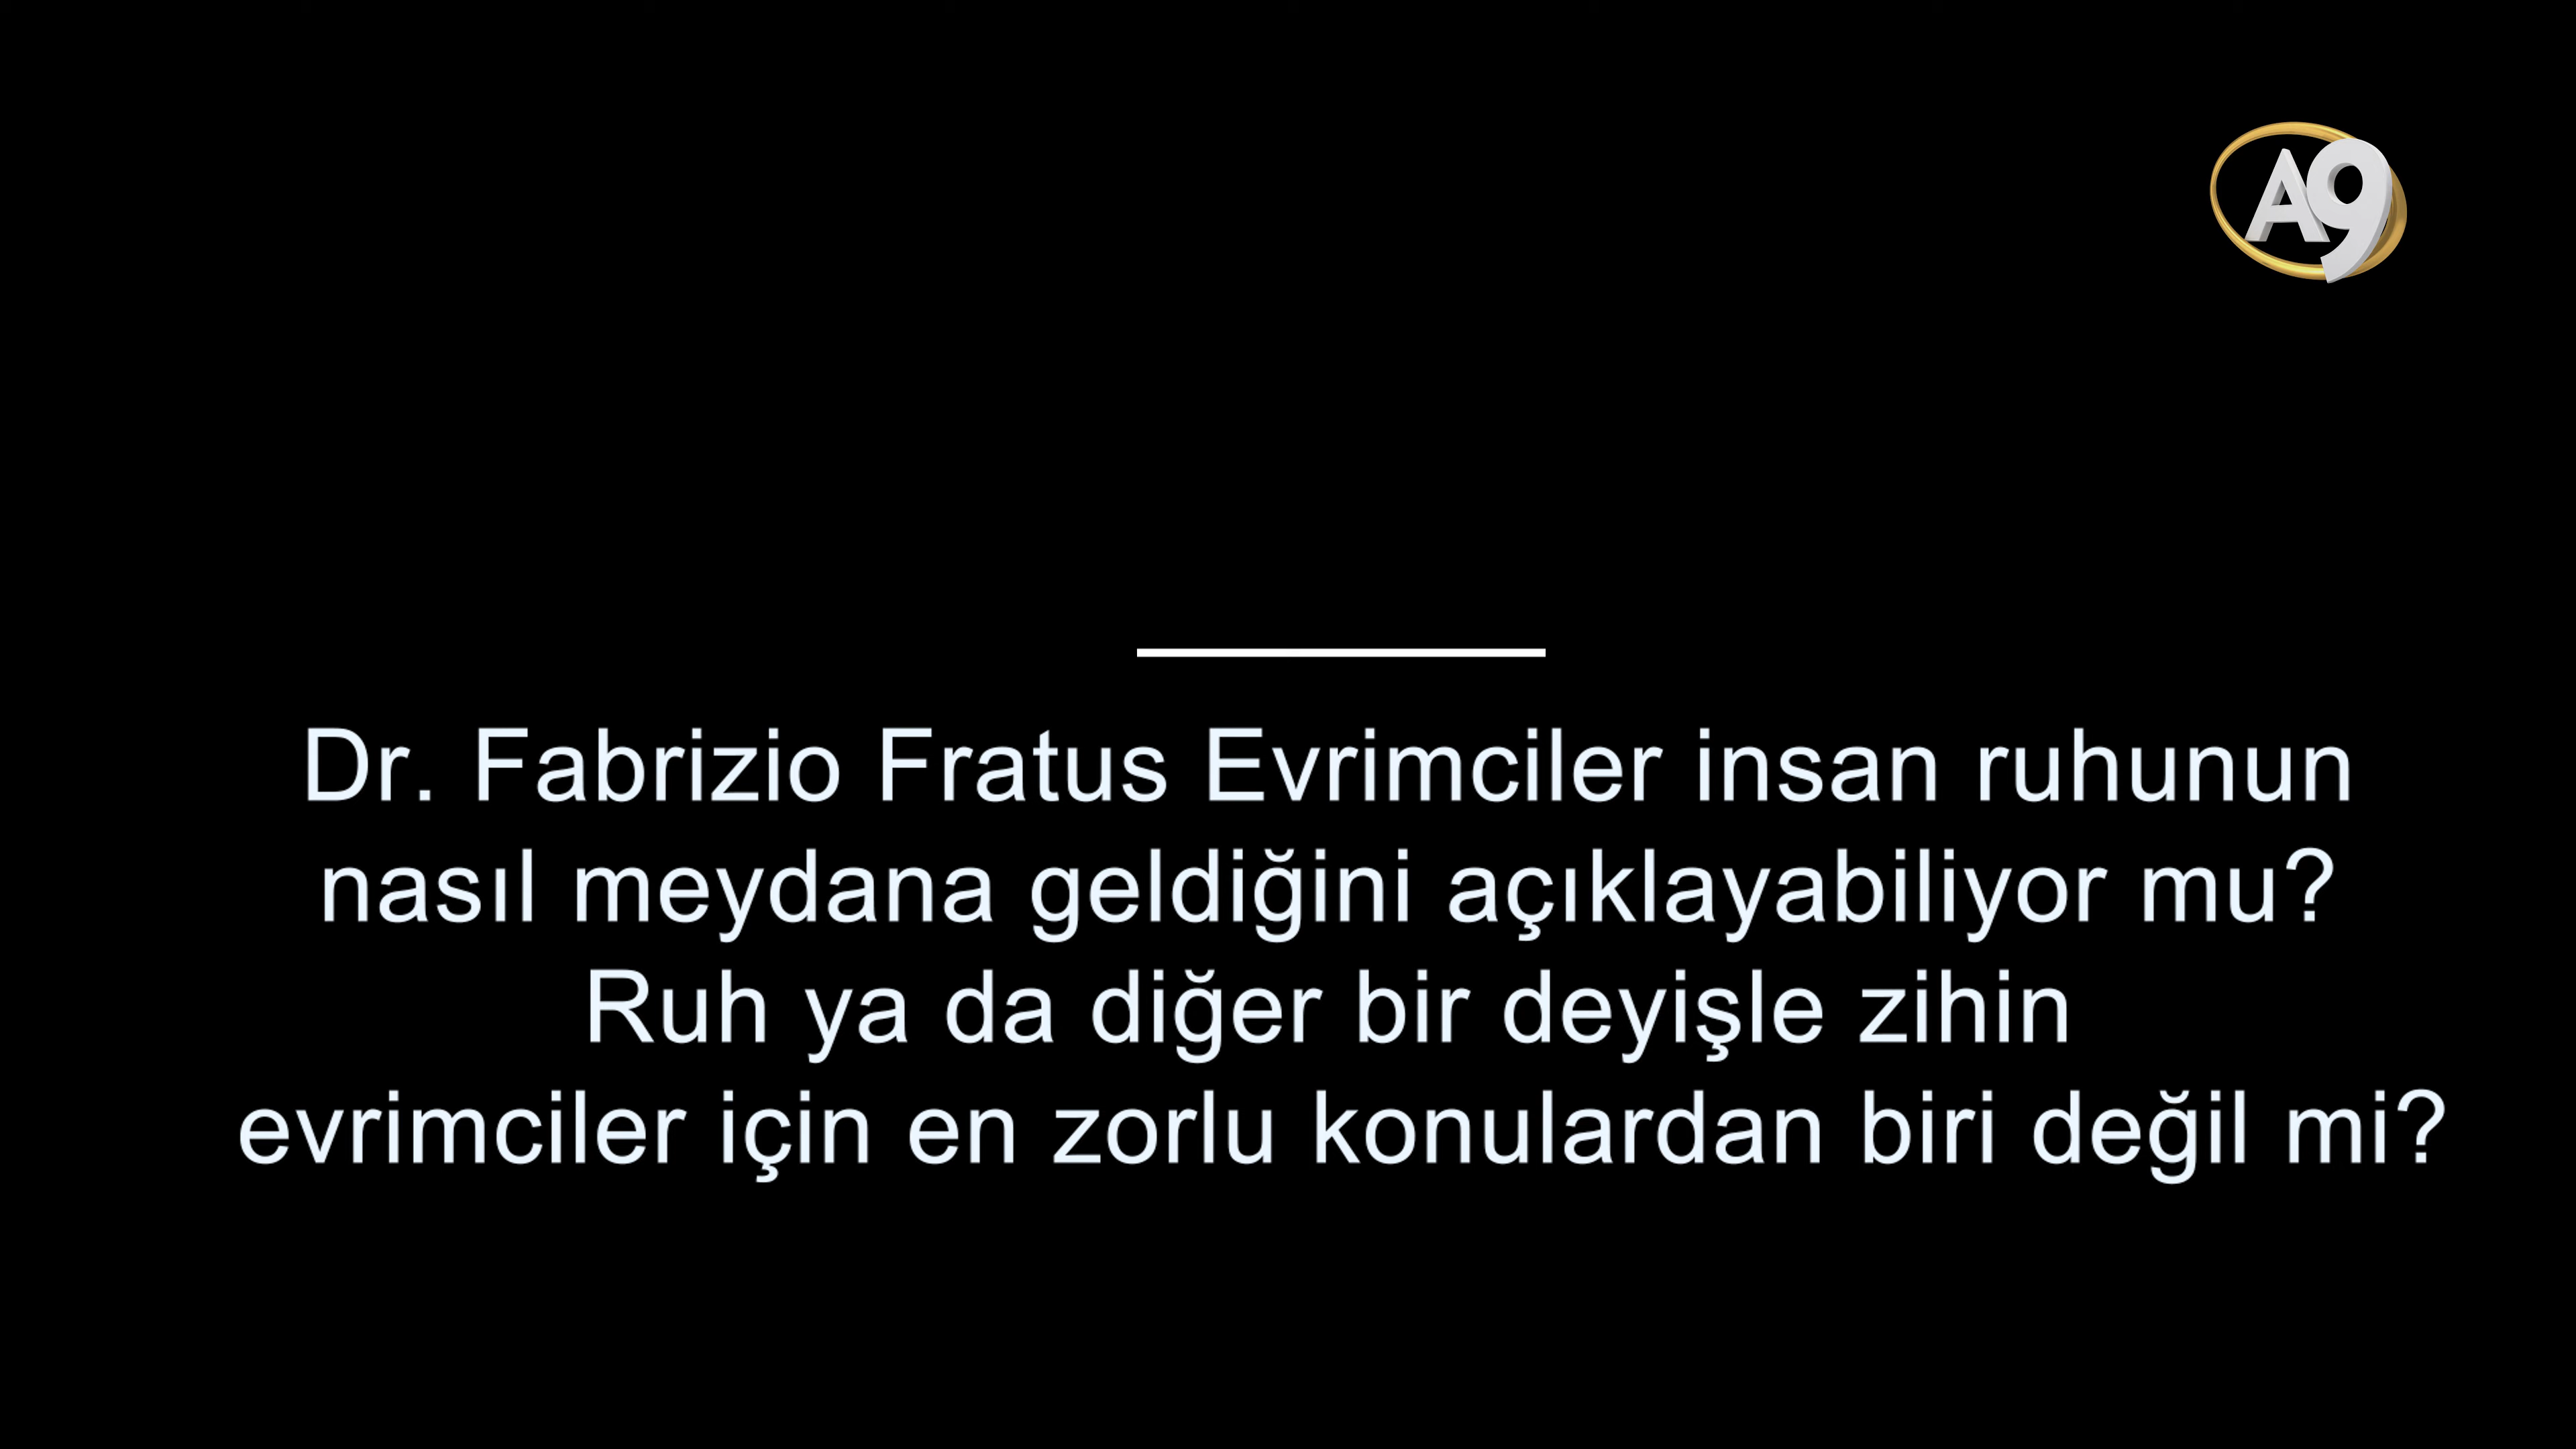 A9
Dr. Fabrizio Fratus Evrimciler insan ruhunun
nasıl meydana geldiğini açıklayabiliyor mu?
Ruh ya da diğer bir deyişle zihin
evrimciler için en zorlu konulardan biri değil mi?